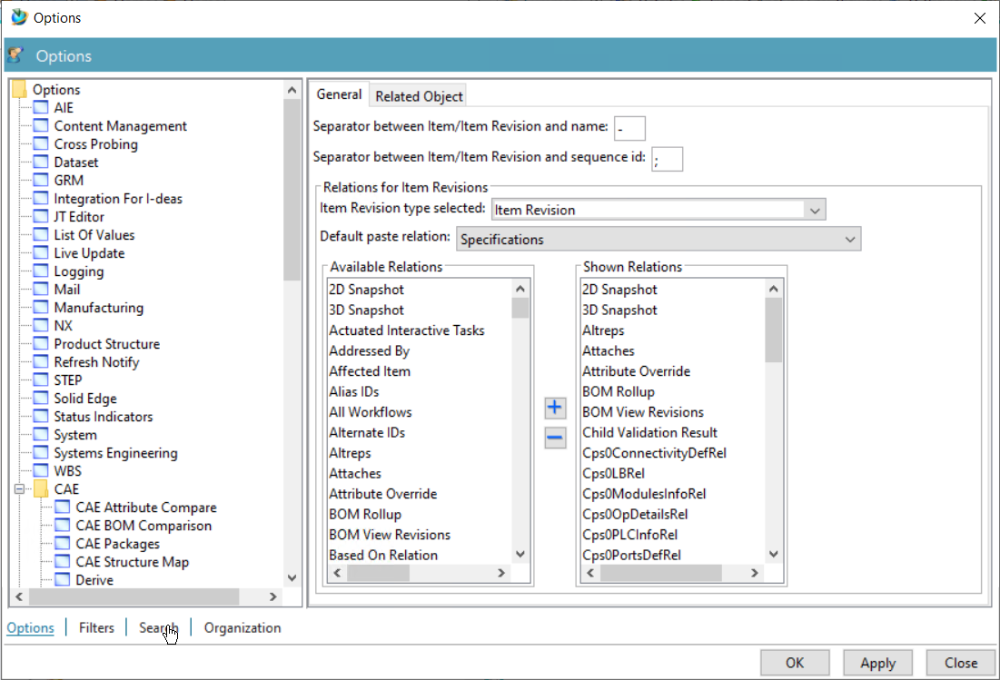 Options
Options
Options
AIE
Content Management
Cross Probing
Dataset
GRM
Integration For I-deas
JT Editor
List Of Values
Live Update
Logging
Mail
Manufacturing
NX
Product Structure
Refresh Notify
STEP
Solid Edge
Status Indicators
System
Systems Engineering
WBS
CAE
CAE Attribute Compare
CAE BOM Comparison
CAE Packages
CAE Structure Map
Derive
General Related Object
Separator between Item/Item Revision and name: -
Separator between Item/Item Revision and sequence id: ;
Relations for Item Revisions
Item Revision type selected: Item Revision
Default paste relation: Specifications
Available Relations
2D Snapshot
3D Snapshot
Actuated Interactive Tasks
Addressed By
Affected Item
Alias IDs
All Workflows
Alternate IDs
Altreps
Attaches
Attribute Override
BOM Rollup
BOM View Revisions
Based On Relation
Shown Relations
2D Snapshot
3D Snapshot
Altreps
Attaches
Attribute Override
BOM Rollup
BOM View Revisions
Child Validation Result
Cps0ConnectivityDefRel
Cps0LBRel
Cps0ModulesInfoRel
Cps0OpDetailsRel
Cps0PLCInfoRel
Cps0PortsDefRel
Options Filters Search Organization
OK Apply Close